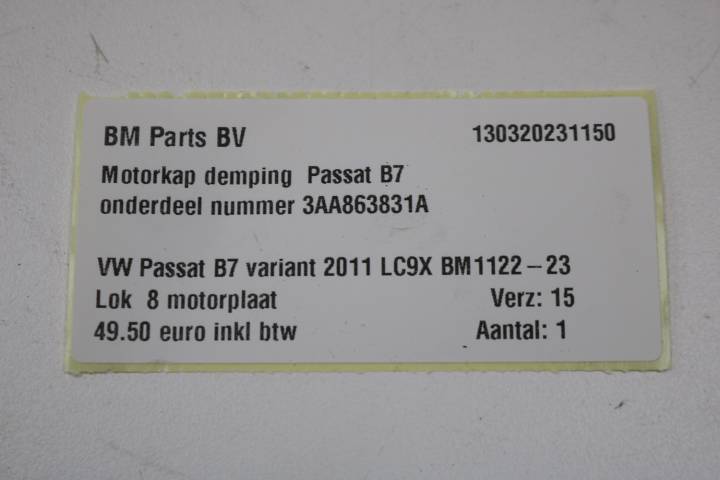 BM Parts BV 130320231150
Motorkap demping Passat B7
onderdeel nummer 3AA863831A
VW Passat B7 variant 2011 LC9X BM1122-23
Lok 8 motorplaat Verz: 15
49.50 euro inkl btw Aantal: 1